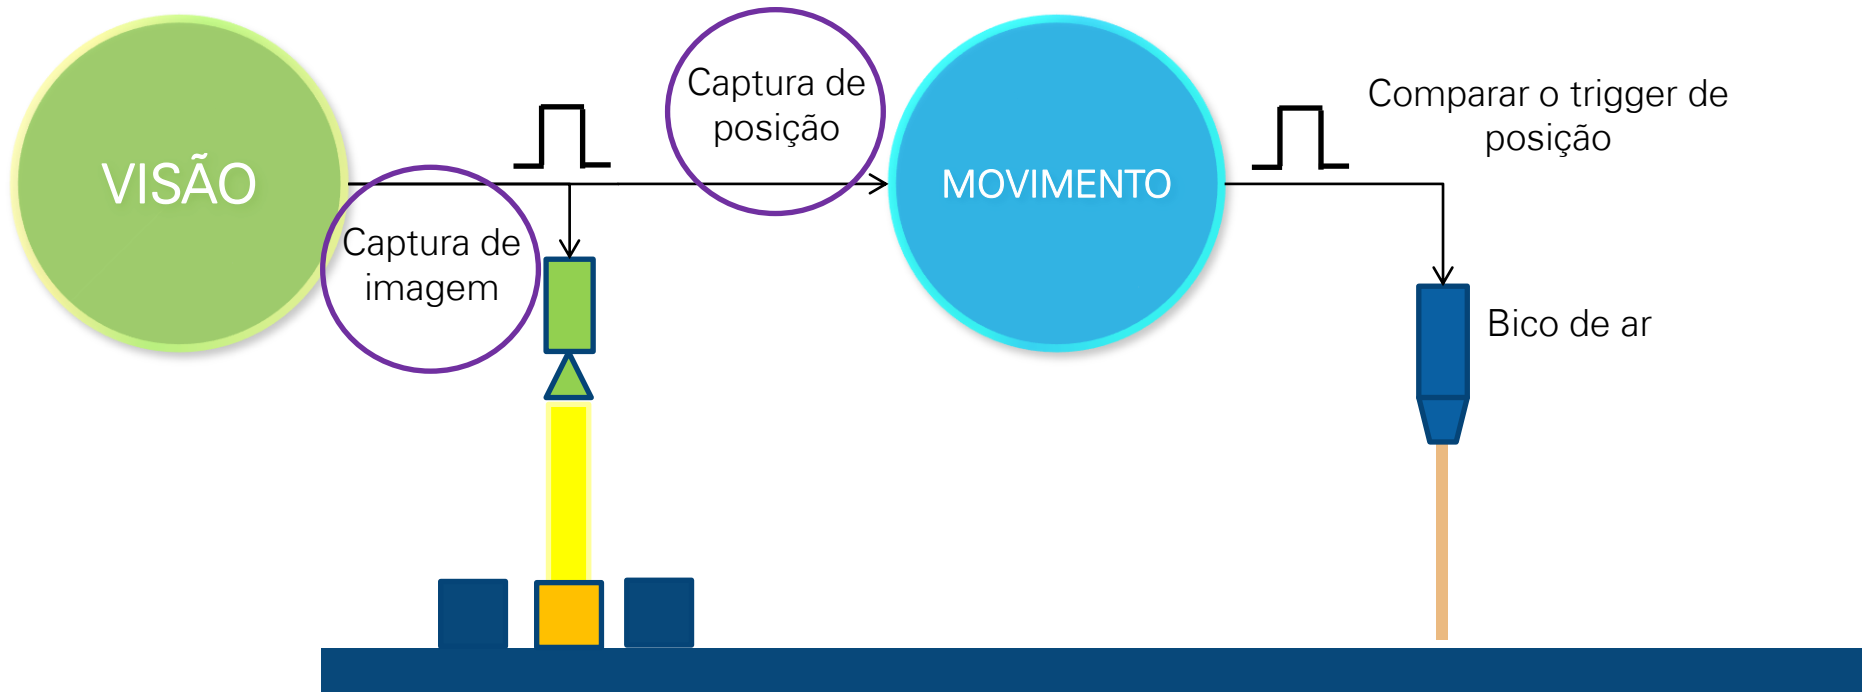 VISÃO
Captura de
imagem
Captura de
posição
MOVIMENTO
Comparar o trigger de
posição
Bico de ar